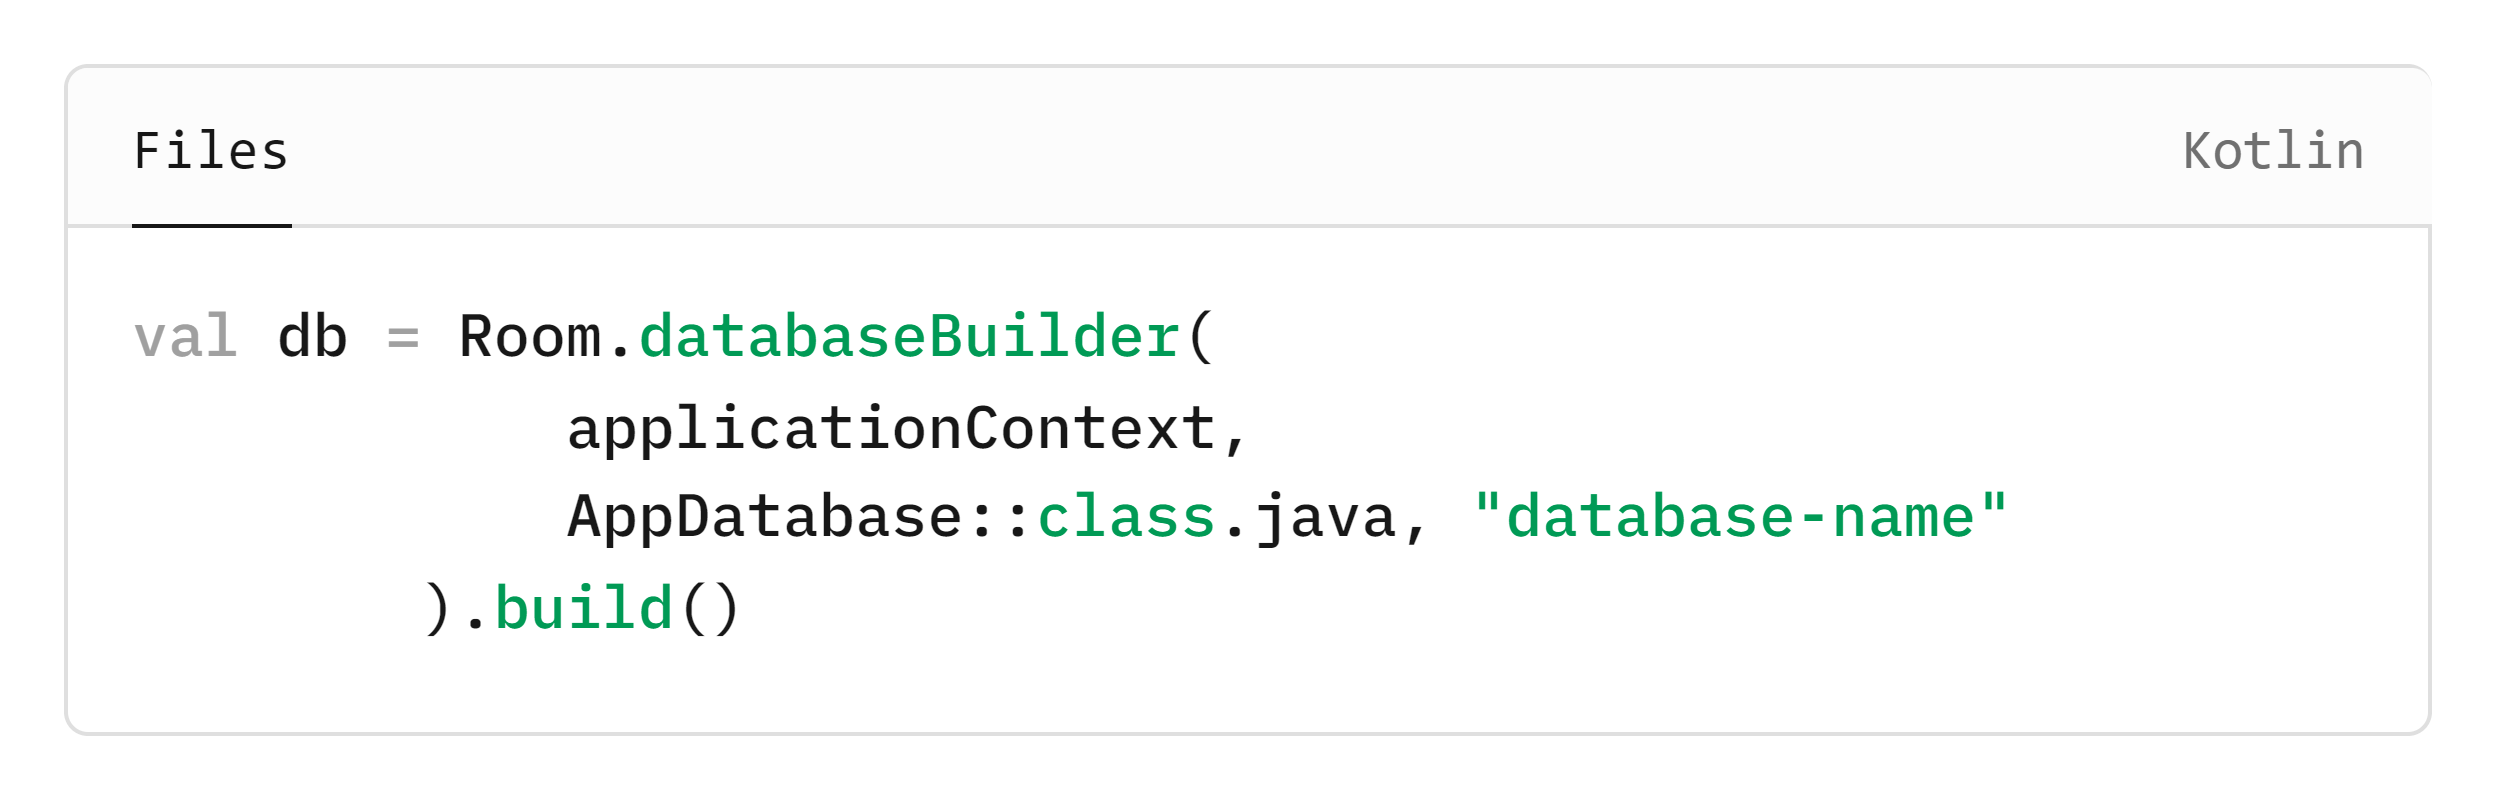 Files
Kotlin
val db = Room.databaseBuilder(
            applicationContext,
            AppDatabase::class.java, "database-name"
        ).build()